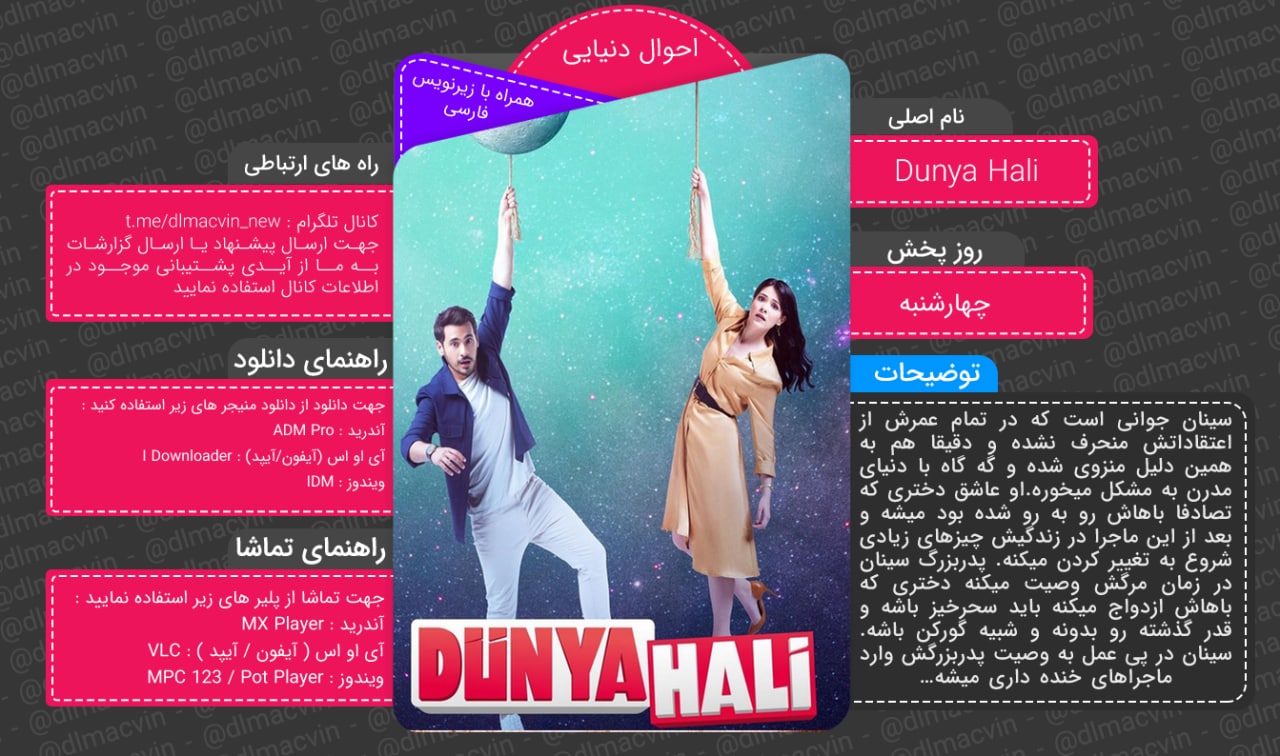 احوال دنیایی
همراه با زیرنویس
فارسی
نام اصلی
Dunya Hali
روز پخش
چهارشنبه
توضیحات
سینان جوانی است که در تمام عمرش از
اعتقاداتش منحرف نشده و دقیقا هم به
همین دلیل منزوی شده و گه گاه با دنیای
مدرن به مشکل میخوره.او عاشق دختری که
تصادفا باهاش رو به رو شده بود میشه و
بعد از این ماجرا در زندگیش چیزهای زیادی
شروع به تغییر کردن میکنه. پدربزرگ سینان
در زمان مرگش وصیت میکنه دختری که
باهاش ازدواج میکنه باید سحرخیز باشه و
قدر گذشته رو بدونه و شبیه گورکن باشه.
سینان در پی عمل به وصیت پدربزرگش وارد
ماجراهای خنده داری میشه...
راه های ارتباطی
کانال تلگرام : t.me/dlmacvin_new
جهت ارسال پیشنهاد یا ارسال گزارشات
به ما از آیدی پشتیبانی موجود در
اطلاعات کانال استفاده نمایید
راهنمای دانلود
جهت دانلود از دانلود منیجر های زیر استفاده کنید :
آندرید : ADM Pro
آی او اس (آیفون/آیپد) : I Downloader
ویندوز : IDM
راهنمای تماشا
جهت تماشا از پلیر های زیر استفاده نمایید :
آندرید : MX Player
آی او اس ( آیفون / آیپد ) : VLC
ویندوز : MPC 123 / Pot Player
DÜNYA HALİ
@dlmacvin - @dlmacvin - @dlmacvin